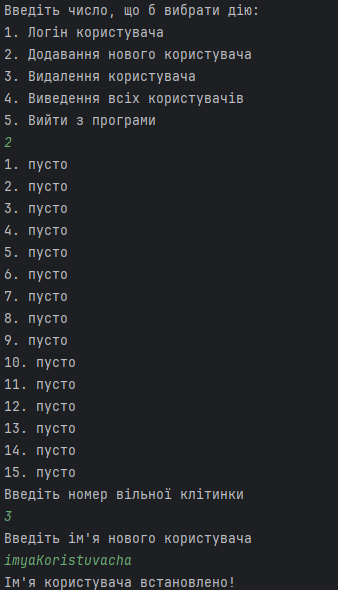 Введіть число, що б вибрати дію:
1. Логін користувача
2. Додавання нового користувача
3. Видалення користувача
4. Виведення всіх користувачів
5. Вийти з програми
2
1. пусто
2. пусто
3. пусто
4. пусто
5. пусто
6. пусто
7. пусто
8. пусто
9. пусто
10. пусто
11. пусто
12. пусто
13. пусто
14. пусто
15. пусто
Введіть номер вільної клітинки
3
Введіть ім'я нового користувача
imyaKoristuvacha
Ім'я користувача встановлено!